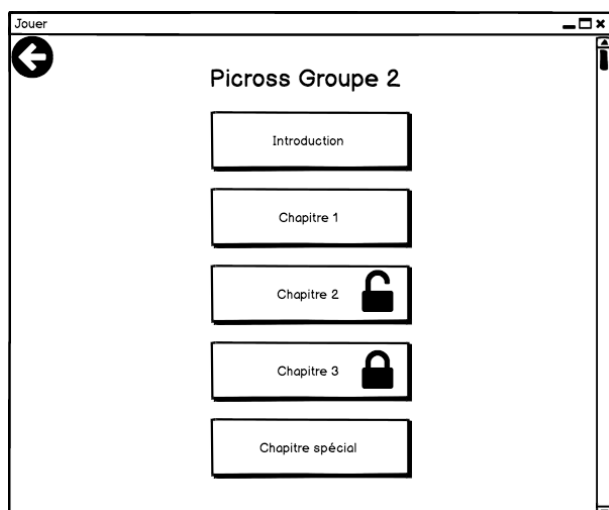 Jouer
Picross Groupe 2
Introduction
Chapitre 1
Chapitre 2
Chapitre 3
Chapitre spécial